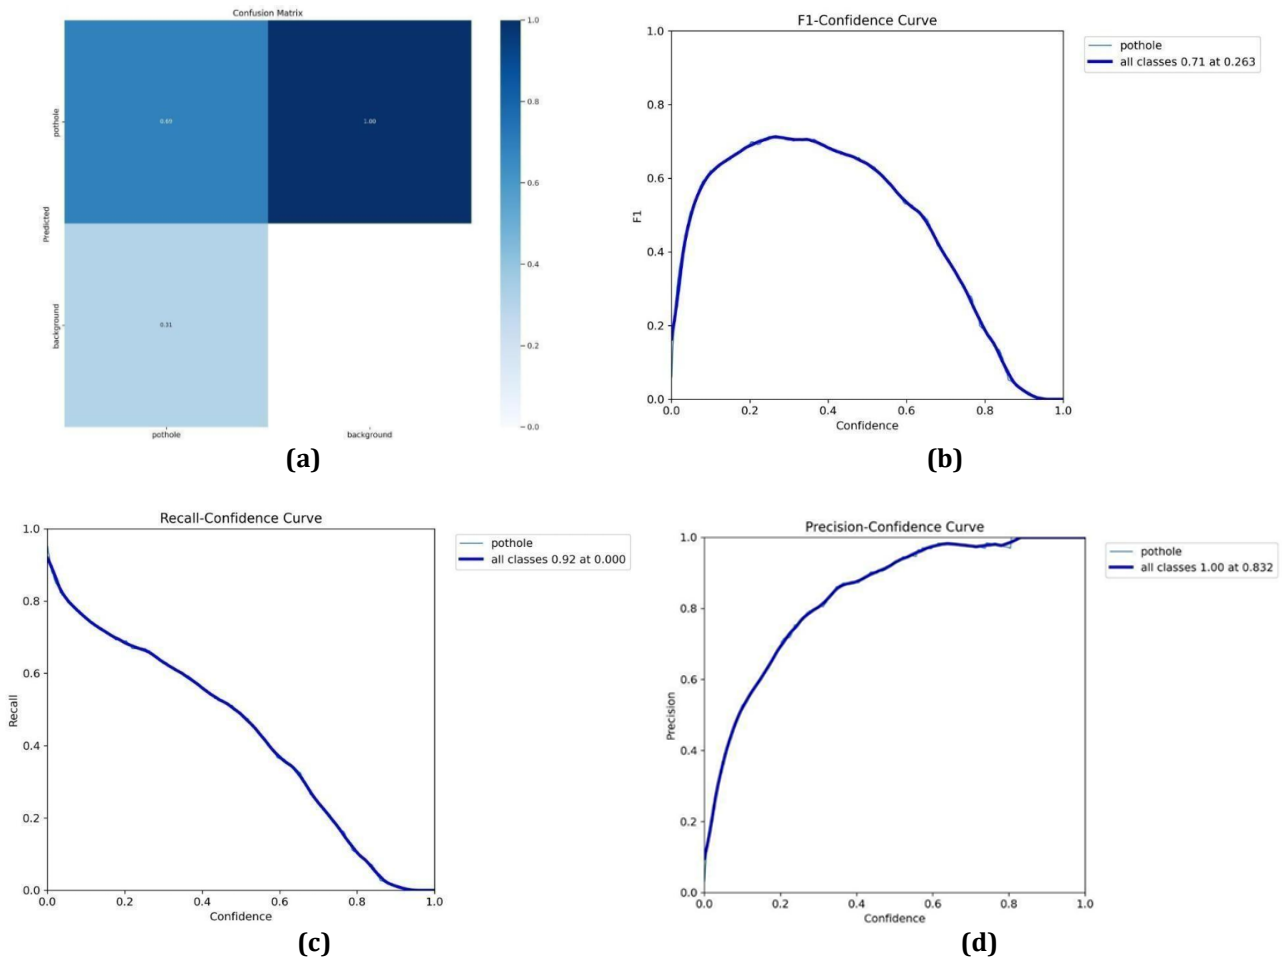 Confusion Matrix
pothole
background
Predicted
0.69
1.00
0.31
pothole
background
1.0
0.8
0.6
0.4
0.2
0.0
(a)
F1-Confidence Curve
1.0
0.8
0.6
0.4
0.2
0.0
F1
0.0 0.2 0.4 0.6 0.8 1.0
Confidence
pothole
all classes 0.71 at 0.263
(b)
Recall-Confidence Curve
1.0
0.8
0.6
0.4
0.2
0.0
Recall
0.0 0.2 0.4 0.6 0.8 1.0
Confidence
pothole
all classes 0.92 at 0.000
(c)
Precision-Confidence Curve
1.0
0.8
0.6
0.4
0.2
0.0
Precision
0.0 0.2 0.4 0.6 0.8 1.0
Confidence
pothole
all classes 1.00 at 0.832
(d)